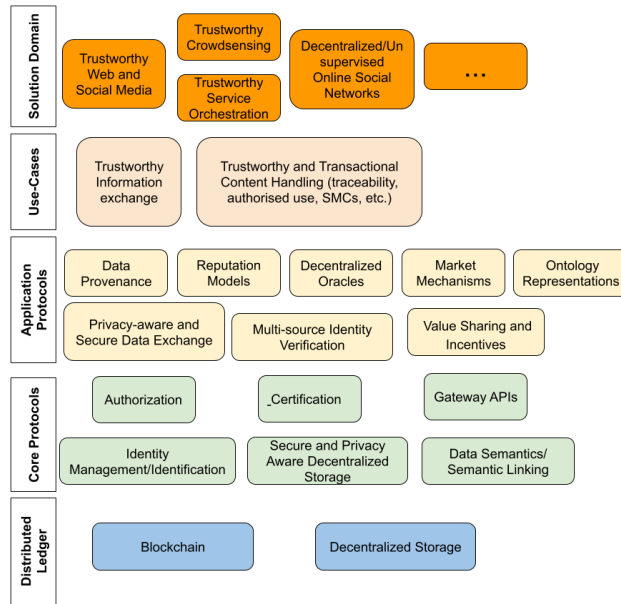 Solution Domain
Trustworthy
Web and
Social Media
Trustworthy
Crowdsensing
Trustworthy
Service
Orchestration
Decentralized/Un
supervised
Online Social
Networks
...
Use-Cases
Trustworthy
Information
exchange
Trustworthy and Transactional
Content Handling (traceability,
authorised use, SMCs, etc.)
Application
Protocols
Data
Provenance
Reputation
Models
Decentralized
Oracles
Market
Mechanisms
Ontology
Representations
Privacy-aware and
Secure Data Exchange
Multi-source Identity
Verification
Value Sharing and
Incentives
Core Protocols
Authorization
_Certification
Gateway APIs
Identity
Management/Identification
Secure and Privacy
Aware Decentralized
Storage
Data Semantics/
Semantic Linking
Distributed
Ledger
Blockchain
Decentralized Storage